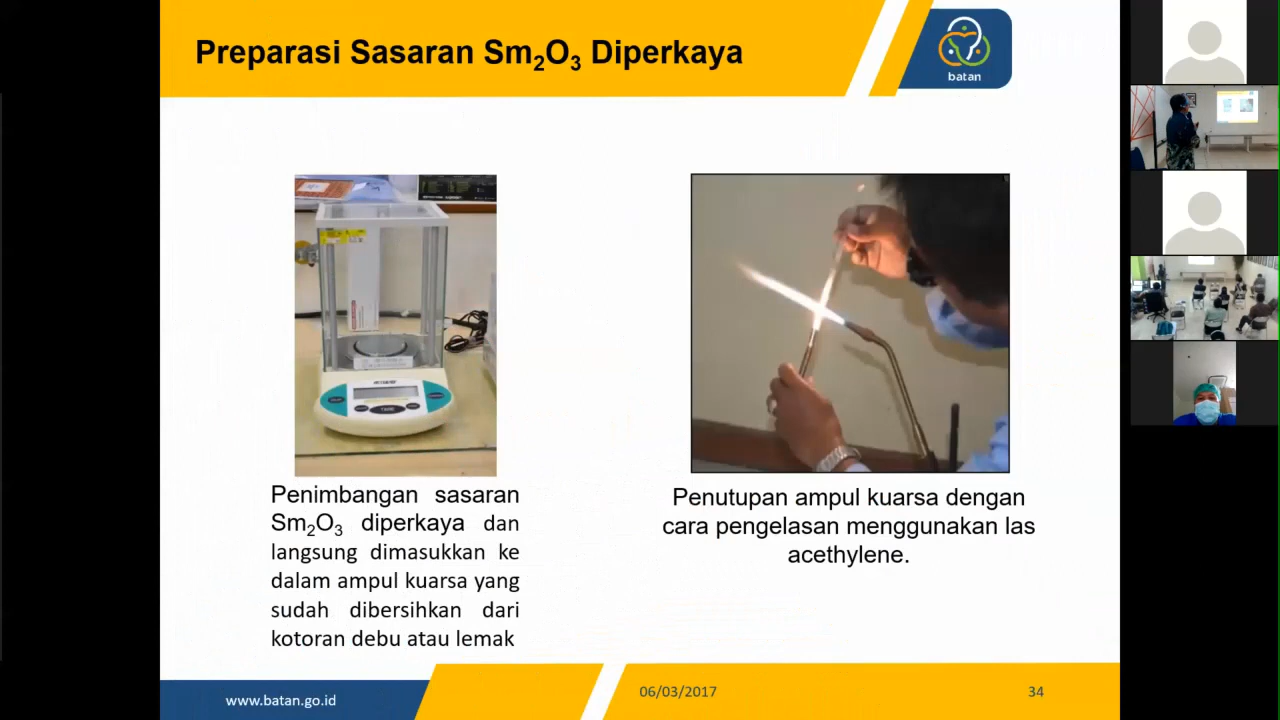 Preparasi Sasaran Sm₂O₃ Diperkaya
batan
Penimbangan sasaran
Sm₂O₃ diperkaya dan
langsung dimasukkan ke
dalam ampul kuarsa yang
sudah dibersihkan dari
kotoran debu atau lemak
Penutupan ampul kuarsa dengan
cara pengelasan menggunakan las
acethylene.
www.batan.go.id
06/03/2017
34